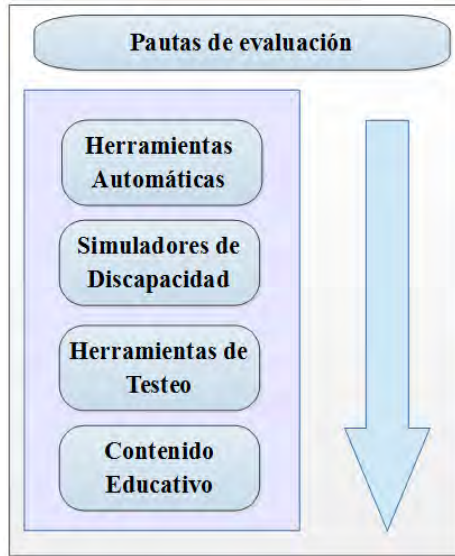 Pautas de evaluación
Herramientas
Automáticas
Simuladores de
Discapacidad
Herramientas de
Testeo
Contenido
Educativo